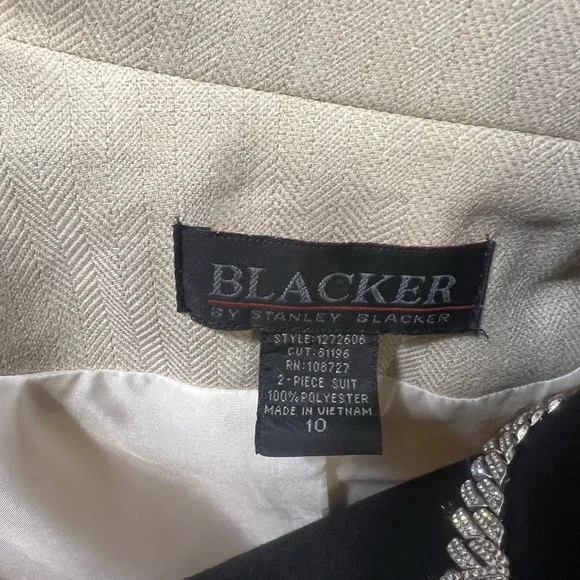 BLACKER
BY STANLEY BLACKER
STYLE:1272606
CUT:81196
RN:108727
2-PIECE SUIT
100%POLYESTER
MADE IN VIETNAM
10